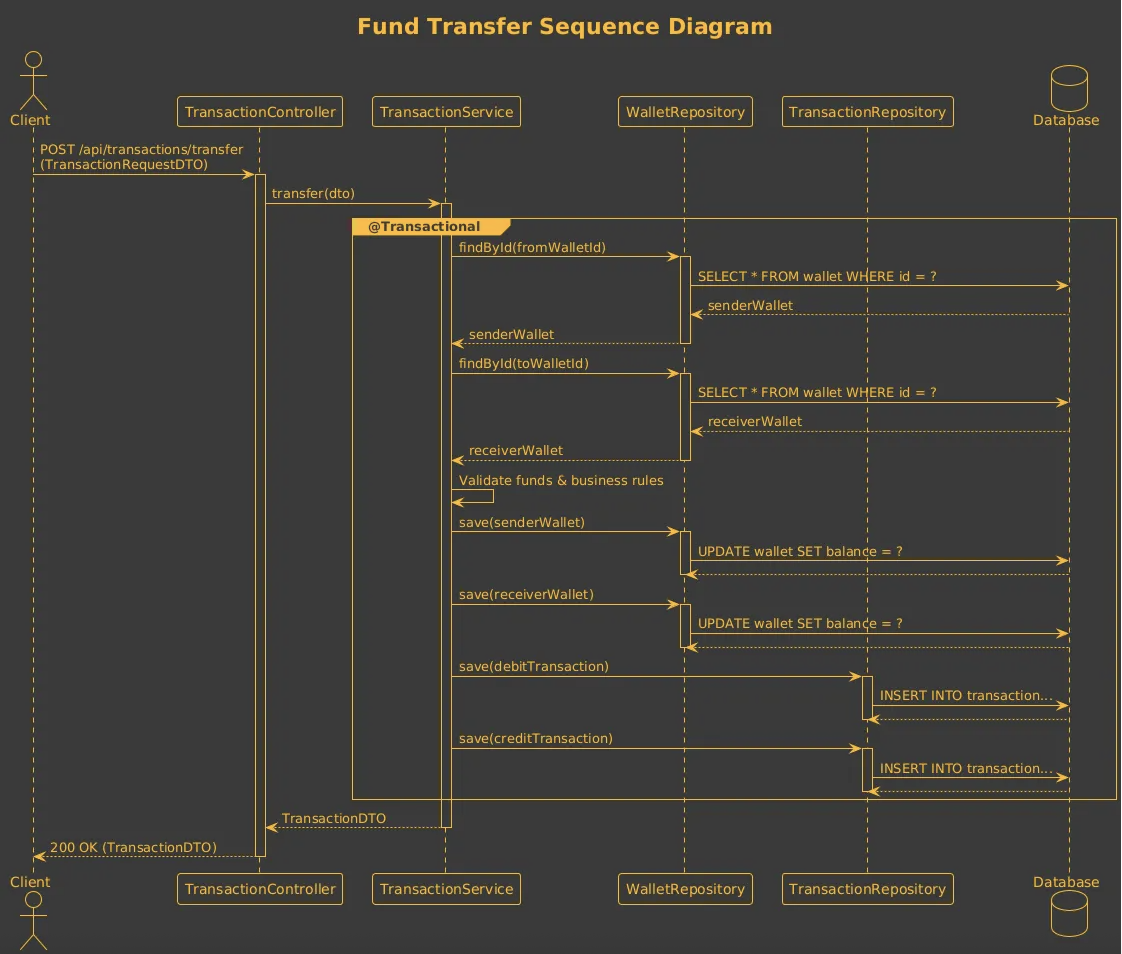 Fund Transfer Sequence Diagram
Client
TransactionController
TransactionService
WalletRepository
TransactionRepository
Database
POST /api/transactions/transfer
(TransactionRequestDTO)
transfer(dto)
@Transactional
findById(fromWalletId)
SELECT * FROM wallet WHERE id = ?
senderWallet
senderWallet
findById(toWalletId)
SELECT * FROM wallet WHERE id = ?
receiverWallet
receiverWallet
Validate funds & business rules
save(senderWallet)
UPDATE wallet SET balance = ?
save(receiverWallet)
UPDATE wallet SET balance = ?
save(debitTransaction)
INSERT INTO transaction...
save(creditTransaction)
INSERT INTO transaction...
TransactionDTO
200 OK (TransactionDTO)
Client
TransactionController
TransactionService
WalletRepository
TransactionRepository
Database